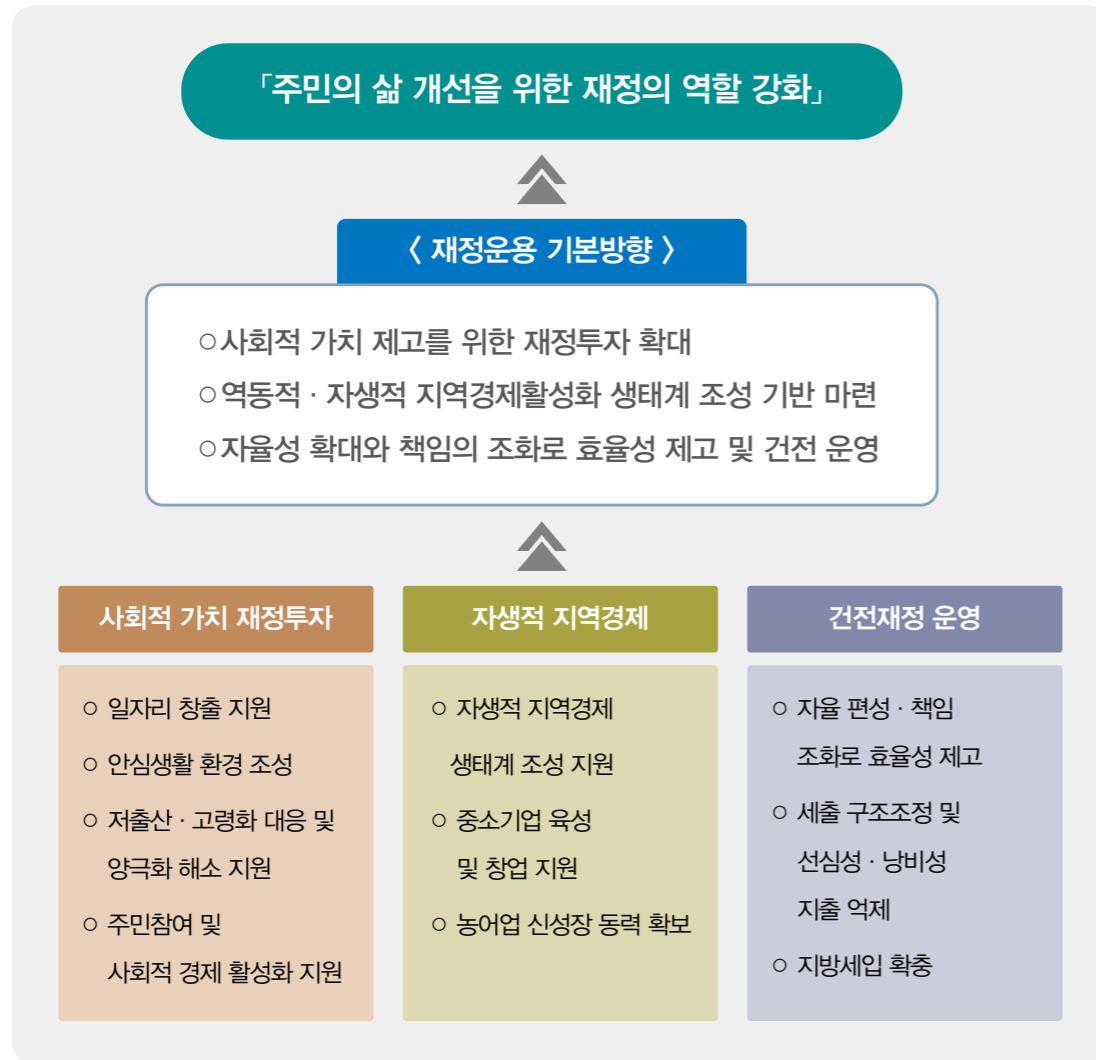 「주민의 삶 개선을 위한 재정의 역할 강화」
〈 재정운용 기본방향 〉
○ 사회적 가치 제고를 위한 재정투자 확대
○ 역동적 · 자생적 지역경제활성화 생태계 조성 기반 마련
○ 자율성 확대와 책임의 조화로 효율성 제고 및 건전 운영
사회적 가치 재정투자
○ 일자리 창출 지원
○ 안심생활 환경 조성
○ 저출산 · 고령화 대응 및
양극화 해소 지원
○ 주민참여 및
사회적 경제 활성화 지원
자생적 지역경제
○ 자생적 지역경제
생태계 조성 지원
○ 중소기업 육성
및 창업 지원
○ 농어업 신성장 동력 확보
건전재정 운영
○ 자율 편성 · 책임
조화로 효율성 제고
○ 세출 구조조정 및
선심성 · 낭비성
지출 억제
○ 지방세입 확충